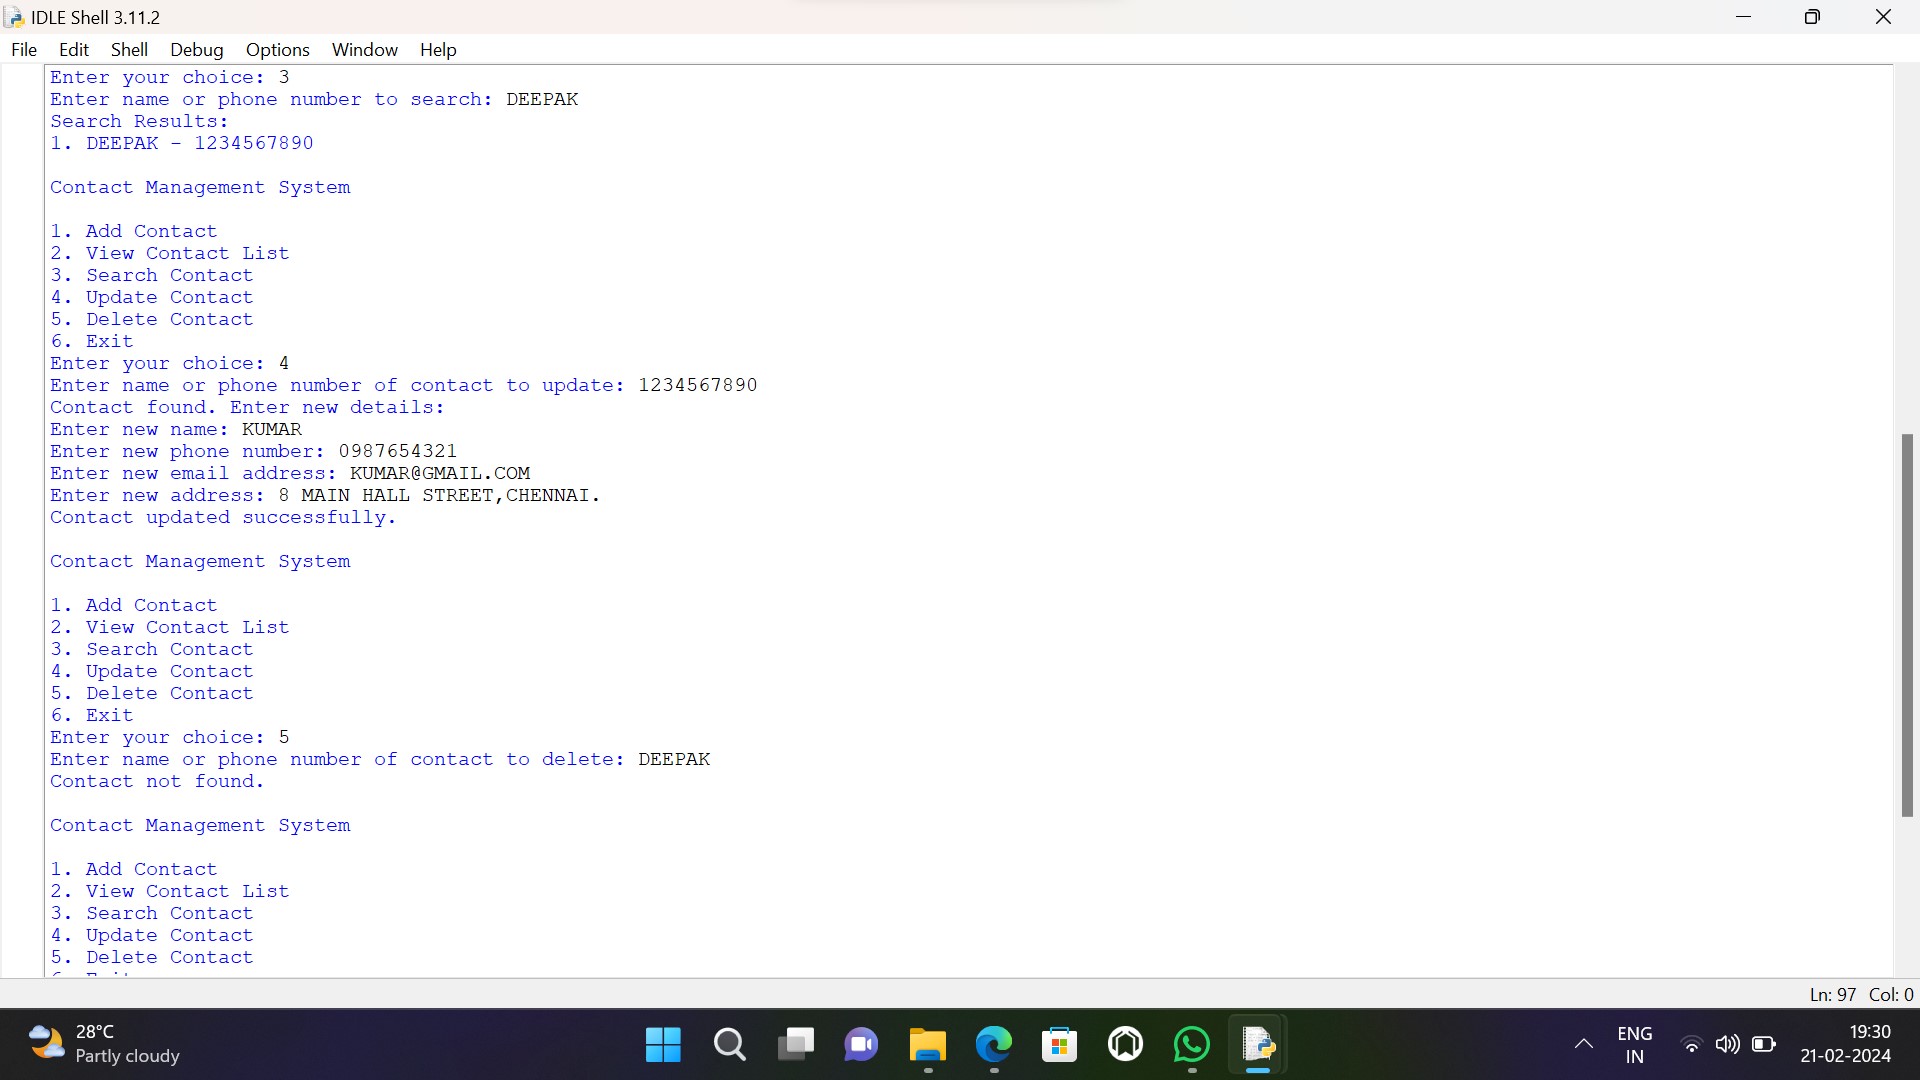 IDLE Shell 3.11.2
File Edit Shell Debug Options Window Help
Enter your choice: 3
Enter name or phone number to search: DEEPAK
Search Results:
1. DEEPAK - 1234567890
Contact Management System
1. Add Contact
2. View Contact List
3. Search Contact
4. Update Contact
5. Delete Contact
6. Exit
Enter your choice: 4
Enter name or phone number of contact to update: 1234567890
Contact found. Enter new details:
Enter new name: KUMAR
Enter new phone number: 0987654321
Enter new email address: KUMAR@GMAIL.COM
Enter new address: 8 MAIN HALL STREET,CHENNAI.
Contact updated successfully.
Contact Management System
1. Add Contact
2. View Contact List
3. Search Contact
4. Update Contact
5. Delete Contact
6. Exit
Enter your choice: 5
Enter name or phone number of contact to delete: DEEPAK
Contact not found.
Contact Management System
1. Add Contact
2. View Contact List
3. Search Contact
4. Update Contact
5. Delete Contact
Ln: 97 Col: 0
28°C
Partly cloudy
ENG
IN
19:30
21-02-2024